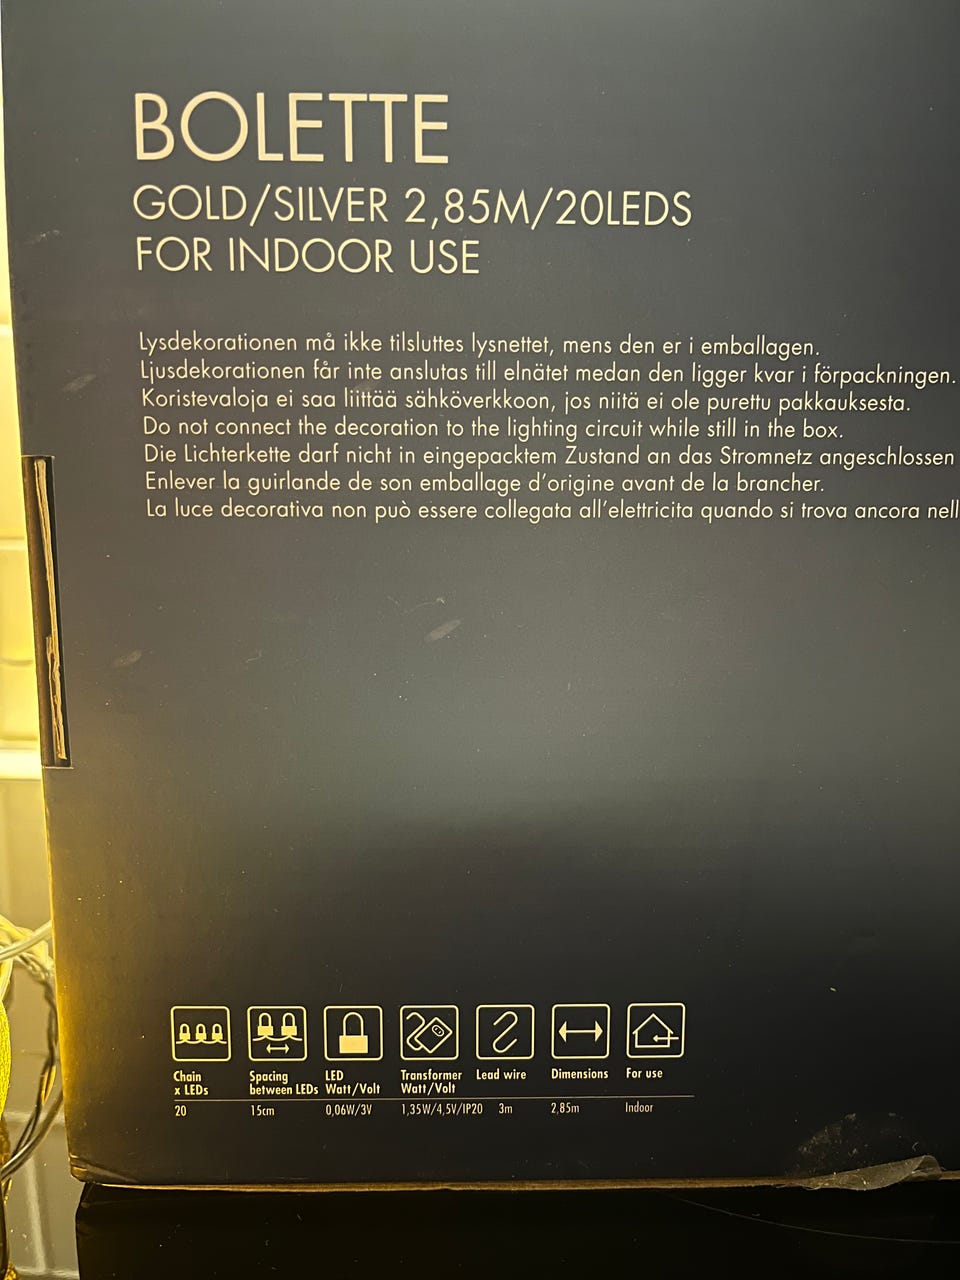 BOLETTE
GOLD/SILVER 2,85M/20LEDS
FOR INDOOR USE
Lysdekorationen må ikke tilsluttes lysnettet, mens den er i emballagen.
Ljusdekorationen får inte anslutas till elnätet medan den ligger kvar i förpackningen.
Koristevaloja ei saa liittää sähköverkkoon, jos niitä ei ole purettu pakkauksesta.
Do not connect the decoration to the lighting circuit while still in the box.
Die Lichterkette darf nicht in eingepacktem Zustand an das Stromnetz angeschlossen
Enlever la guirlande de son emballage d'origine avant de la brancher.
La luce decorativa non può essere collegata all'elettricita quando si trova ancora nell
Chain x LEDs
Spacing between LEDs
LED Watt/Volt
Transformer Watt/Volt
Lead wire
Dimensions
For use
20 15cm 0,06W/3V 1,35W/4,5V/IP20 3m 2,85m Indoor